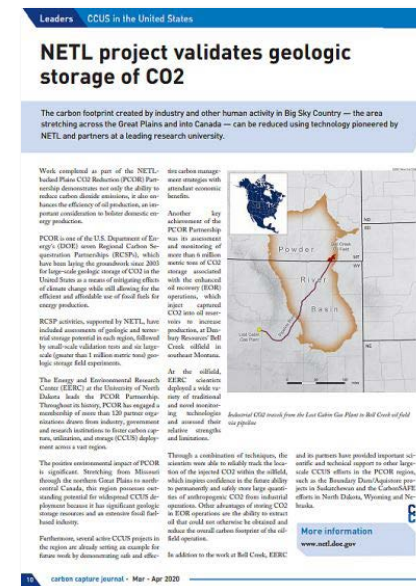 Leaders CCUS in the United States
NETL project validates geologic
storage of CO2
The carbon footprint created by industry and other human activity in Big Sky Country — the area
stretching across the Great Plains and into Canada — can be reduced using technology pioneered by
NETL and partners at a leading research university.
Work completed as part of the NETL-
backed Plains CO2 Reduction (PCOR) Part-
nership demonstrates not only the ability to
reduce carbon dioxide emissions, it also en-
hances the efficiency of oil production, an im-
portant consideration to bolster domestic en-
ergy production.
PCOR is one of the U.S. Department of En-
ergy's (DOE) seven Regional Carbon Se-
questration Partnerships (RCSPs), which
have been laying the groundwork since 2003
for large-scale geologic storage of CO2 in the
United States as a means of mitigating effects
of climate change while still allowing for the
efficient and affordable use of fossil fuels for
energy production.
RCSP activities, supported by NETL, have
included assessments of geologic and terres-
trial storage potential in each region, followed
by small-scale validation tests and six large-
scale (greater than 1 million metric tons) geo-
logic storage field experiments.
The Energy and Environmental Research
Center (EERC) at the University of North
Dakota leads the PCOR Partnership.
Throughout its history, PCOR has engaged a
membership of more than 120 partner orga-
nizations drawn from industry, government
and research institutions to foster carbon cap-
ture, utilization, and storage (CCUS) deploy-
ment across a vast region.
The positive environmental impact of PCOR
is significant. Stretching from Missouri
through the northern Great Plains to north-
central Canada, this region possesses out-
standing potential for widespread CCUS de-
ployment because it has significant geologic
storage resources and an extensive fossil fuel-
based industry.
Furthermore, several active CCUS projects in
the region are already setting an example for
future work by demonstrating safe and effec-
tive carbon manage-
ment strategies with
attendant economic
benefits.
Another key
achievement of the
PCOR Partnership
was its assessment
and monitoring of
more than 6 million
metric tons of CO2
storage associated
with the enhanced
oil recovery (EOR)
operations, which
inject captured
CO2 into oil reser-
voirs to increase
production, at Den-
bury Resources' Bell
Creek oilfield in
southeast Montana.
At the oilfield,
EERC scientists
deployed a wide va-
riety of traditional
and novel monitor-
ing technologies
and assessed their
relative strengths
and limitations.
Through a combination of techniques, the
scientists were able to reliably track the loca-
tion of the injected CO2 within the oilfield,
which inspires confidence in the future ability
to permanently and safely store large quanti-
ties of anthropogenic CO2 from industrial
operations. Other advantages of storing CO2
in EOR operations are the ability to extract
oil that could not otherwise be obtained and
reduce the overall carbon footprint of the oil-
field operation.
In addition to the work at Bell Creek, EERC
Bell Creek
Oil Field
ND
SD
MT
WY
Powder
River
Basin
Lost Cabin
Gas Plant
Industrial CO2 travels from the Lost Cabin Gas Plant to Bell Creek oil field
via pipeline
and its partners have provided important sci-
entific and technical support to other large-
scale CCUS efforts in the PCOR region,
such as the Boundary Dam/Aquistore pro-
jects in Saskatchewan and the CarbonSAFE
efforts in North Dakota, Wyoming and Ne-
braska.
More information
www.netl.doe.gov
carbon capture journal - Mar - Apr 2020